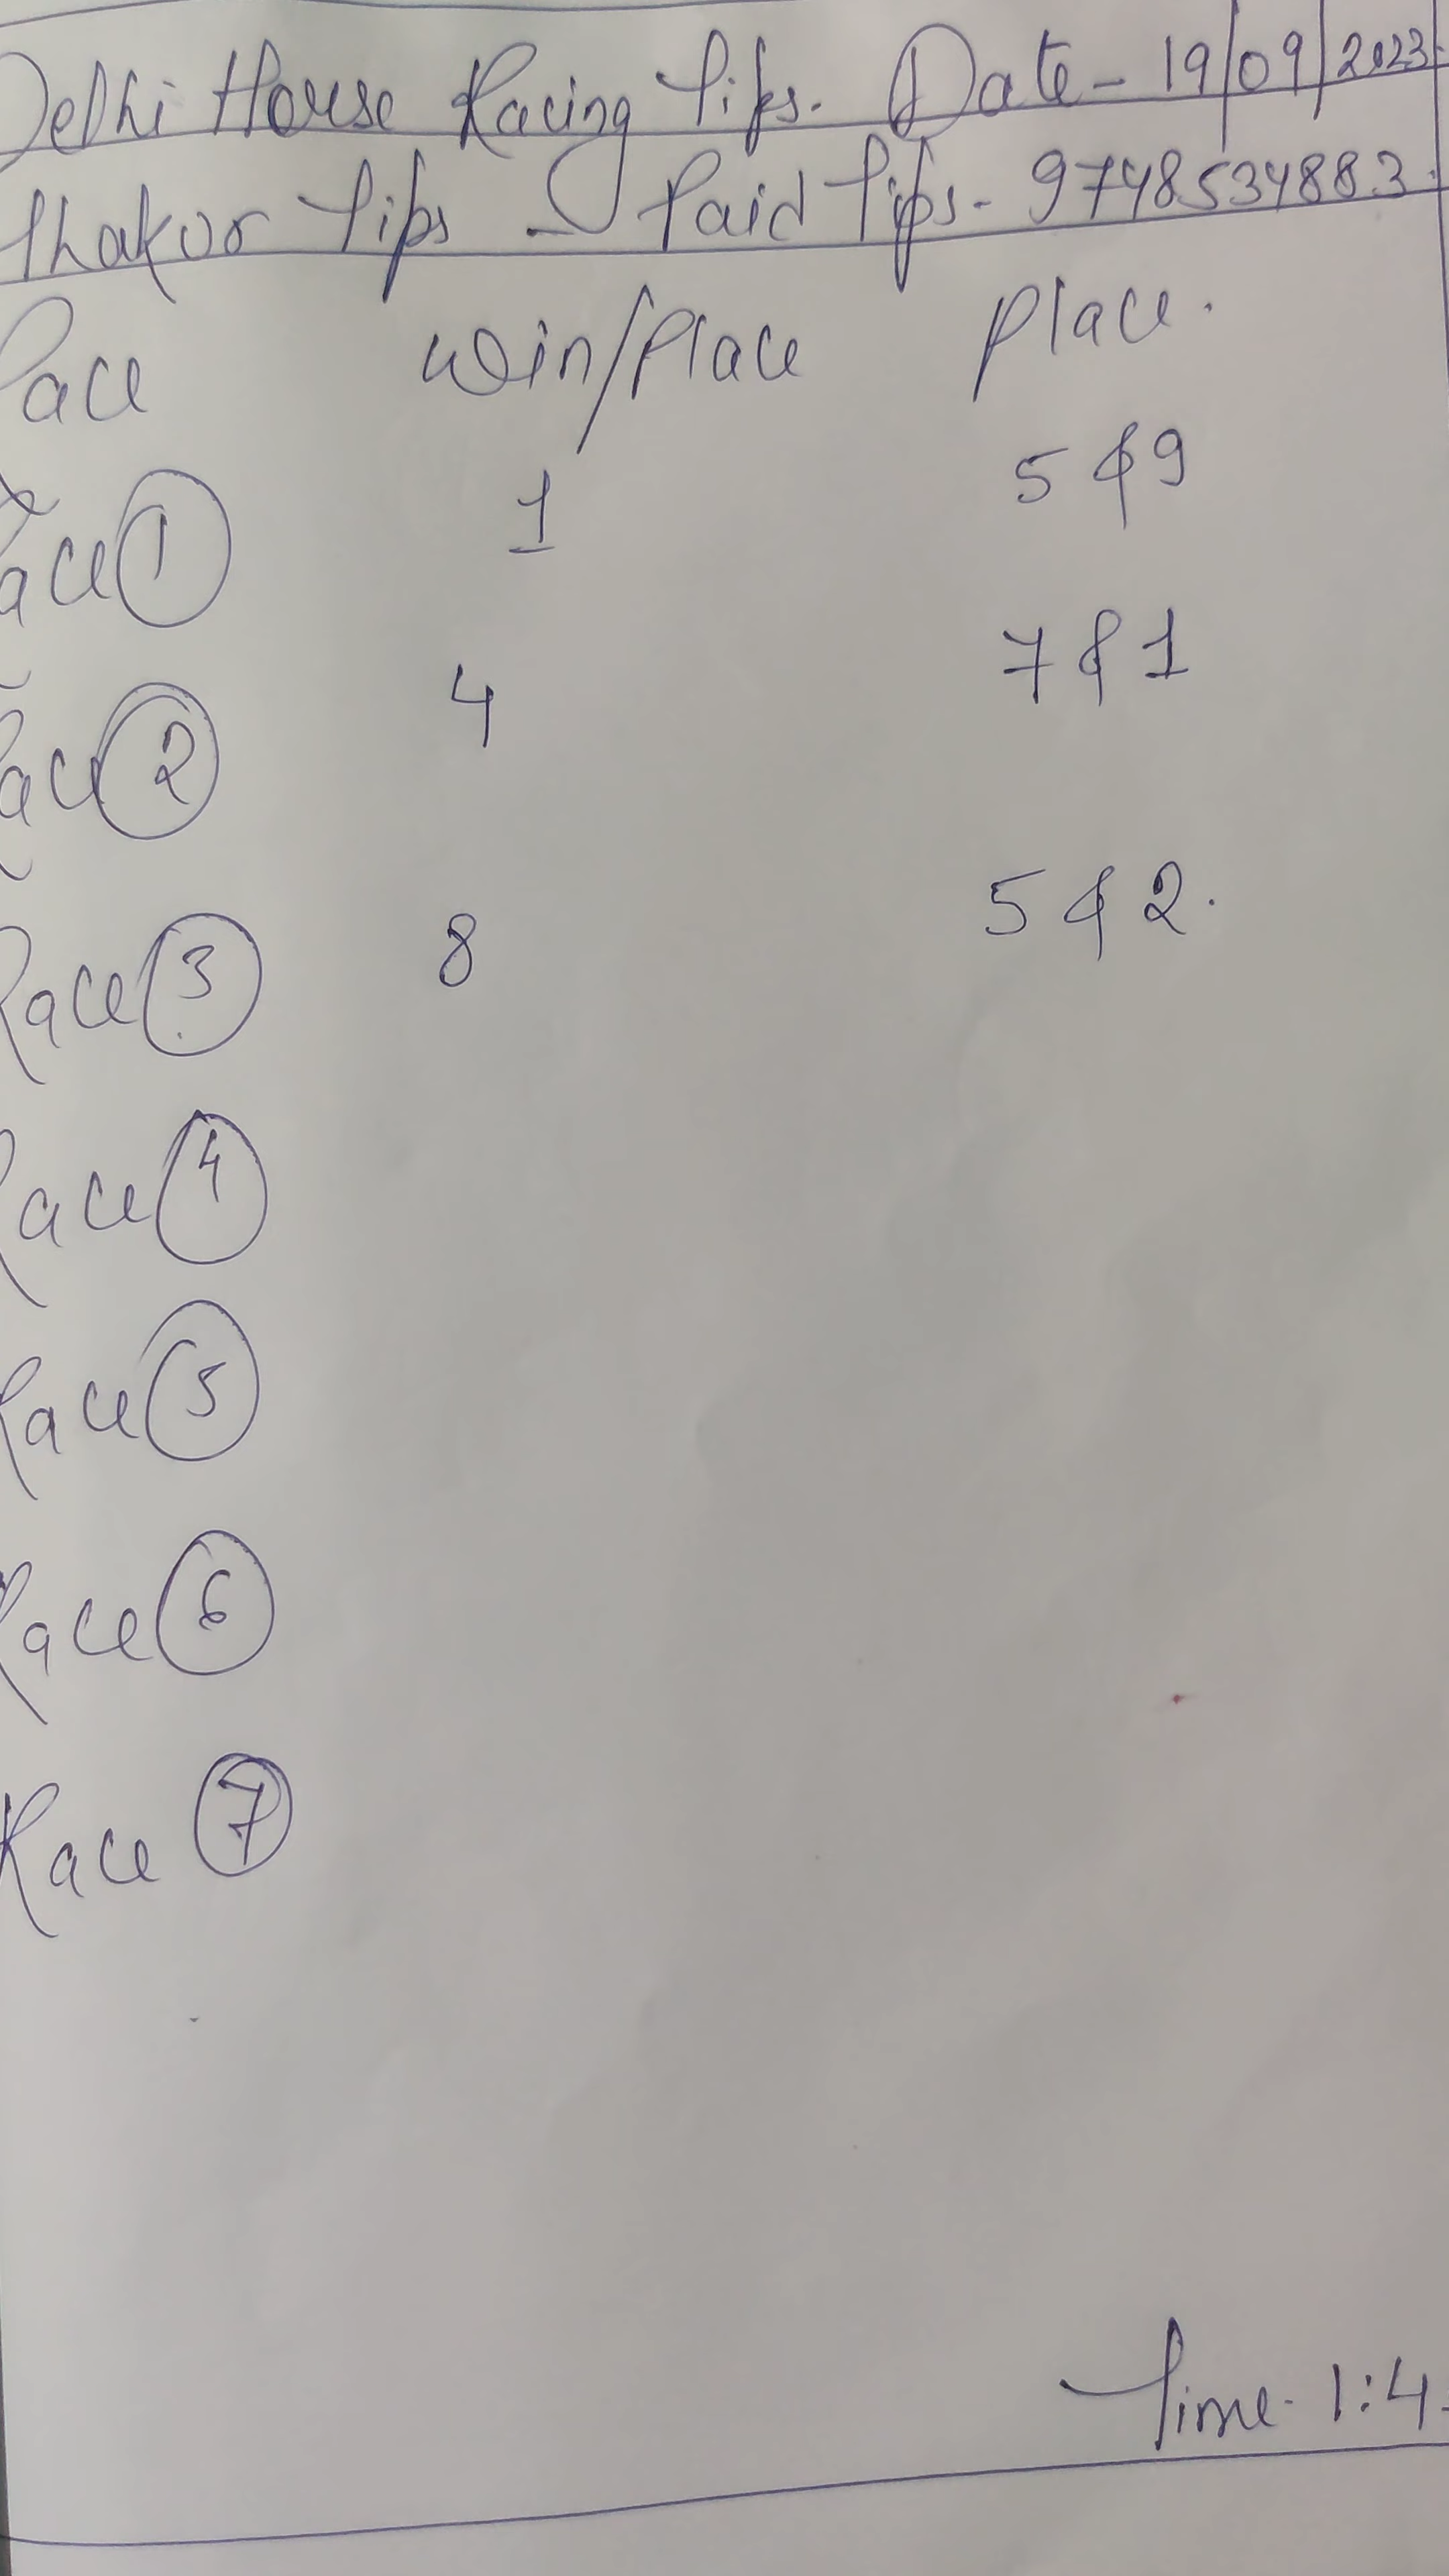 Delhi Horse Racing Tips. Date - 19/09/2023
Thakur Tips - Paid Tips - 9748534883.
Race Win/Place Place.
Race 1 1 5 & 9
Race 2 4 7 & 1
Race 3 8 5 & 2.
Race 4
Race 5
Race 6
Race 7
Time - 1:4